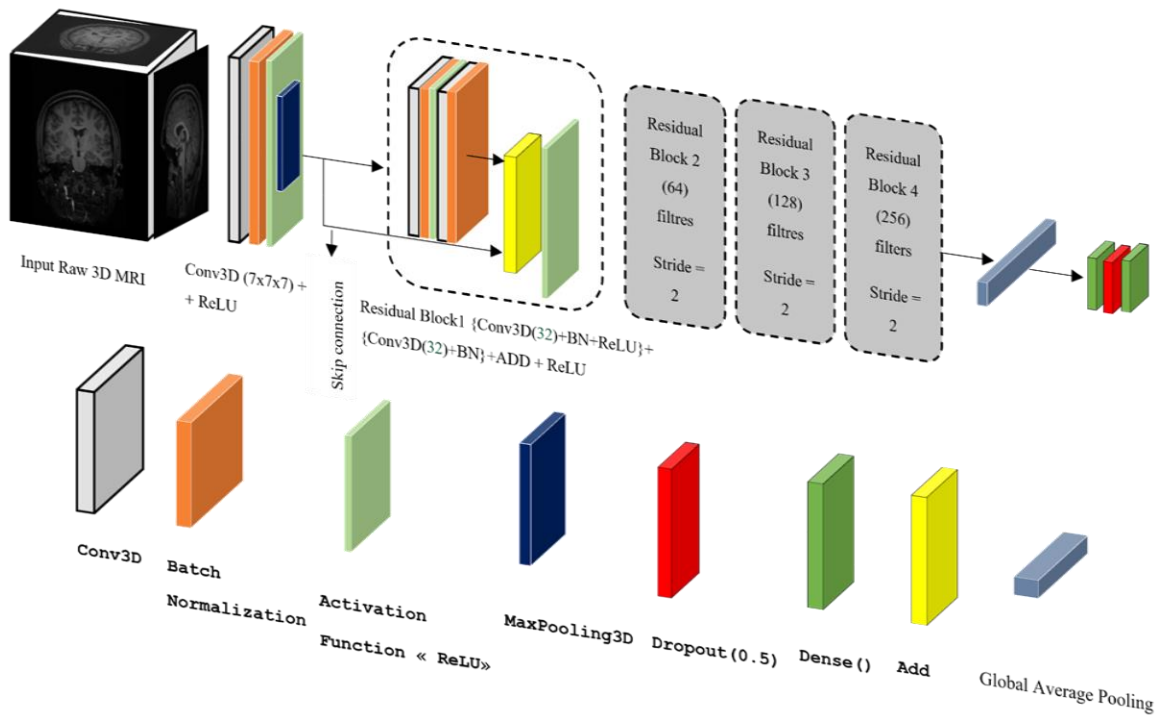 Input Raw 3D MRI
Conv3D (7x7x7) +
+ ReLU
Skip connection
Residual Block1 {Conv3D(32)+BN+ReLU}+
{Conv3D(32)+BN}+ADD + ReLU
Residual
Block 2
(64)
filtres
Stride =
2
Residual
Block 3
(128)
filtres
Stride =
2
Residual
Block 4
(256)
filters
Stride =
2
Conv3D
Batch
Normalization
Activation
Function « ReLU»
MaxPooling3D
Dropout(0.5)
Dense()
Add
Global Average Pooling